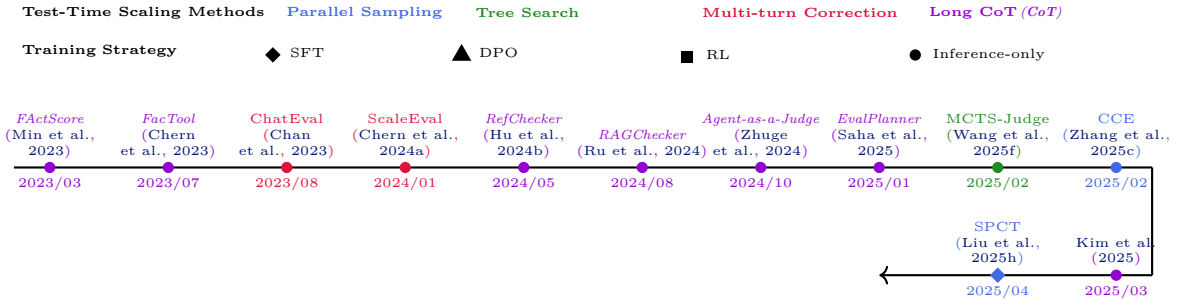 Test-Time Scaling Methods Parallel Sampling Tree Search Multi-turn Correction Long CoT (CoT)
Training Strategy SFT DPO RL Inference-only
FActScore
(Min et al.,
2023)
2023/03
FacTool
(Chern
et al., 2023)
2023/07
ChatEval
(Chan
et al., 2023)
2023/08
ScaleEval
(Chern et al.,
2024a)
2024/01
RefChecker
(Hu et al.,
2024b)
2024/05
RAGChecker
(Ru et al., 2024)
2024/08
Agent-as-a-Judge
(Zhuge
et al., 2024)
2024/10
EvalPlanner
(Saha et al.,
2025)
2025/01
MCTS-Judge
(Wang et al.,
2025f)
2025/02
CCE
(Zhang et al.,
2025c)
2025/02
SPCT
(Liu et al.,
2025h)
2025/04
Kim et al.
(2025)
2025/03